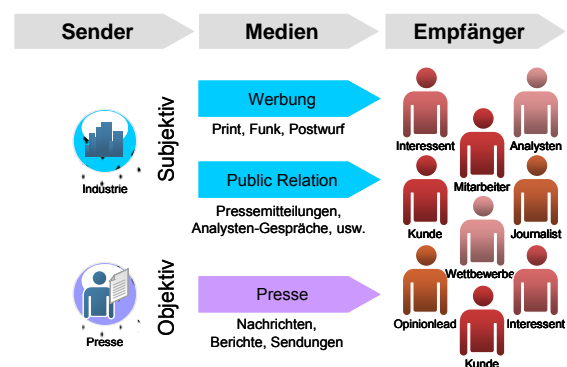 Sender
Medien
Empfänger
Subjektiv
Werbung
Print, Funk, Postwurf
Industrie
Public Relation
Pressemitteilungen,
Analysten-Gespräche, usw.
Objektiv
Presse
Presse
Nachrichten,
Berichte, Sendungen
Interessent
Analysten
Mitarbeiter
Kunde
Journalist
Wettbewerbe
Opinionlead
Interessent
Kunde